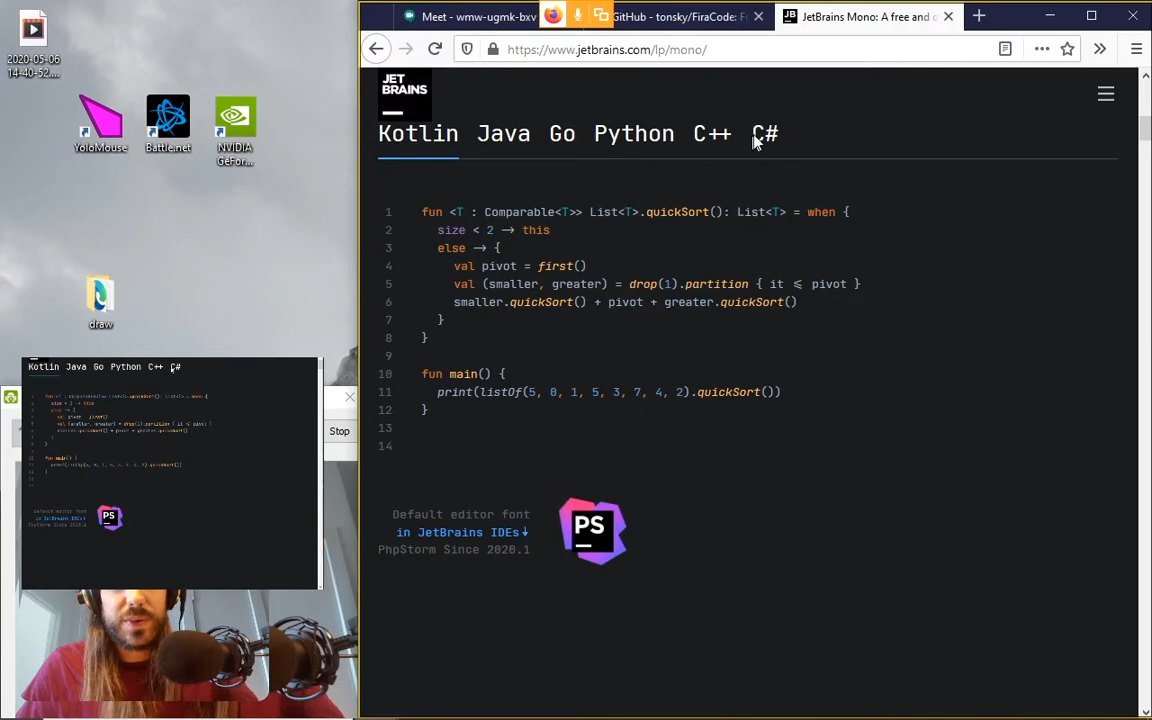 2020-05-06
14-40-52....
YoloMouse
Battle.net
NVIDIA
GeFor...
draw
Stop
Kotlin Java Go Python C++ C#
in JetBrains IDEs↓
PS
Meet - wmw-ugmk-bxv
GitHub - tonsky/FiraCode: F
JB JetBrains Mono: A free and o
https://www.jetbrains.com/lp/mono/
JET
BRAINS
Kotlin Java Go Python C++ C#
1 fun <T : Comparable<T>> List<T>.quickSort(): List<T> = when {
2 size < 2 -> this
3 else -> {
4 val pivot = first()
5 val (smaller, greater) = drop(1).partition { it <= pivot }
6 smaller.quickSort() + pivot + greater.quickSort()
7 }
8 }
9
10 fun main() {
11 print(listOf(5, 0, 1, 5, 3, 7, 4, 2).quickSort())
12 }
13
14
Default editor font
in JetBrains IDEs↓
PhpStorm Since 2020.1
PS